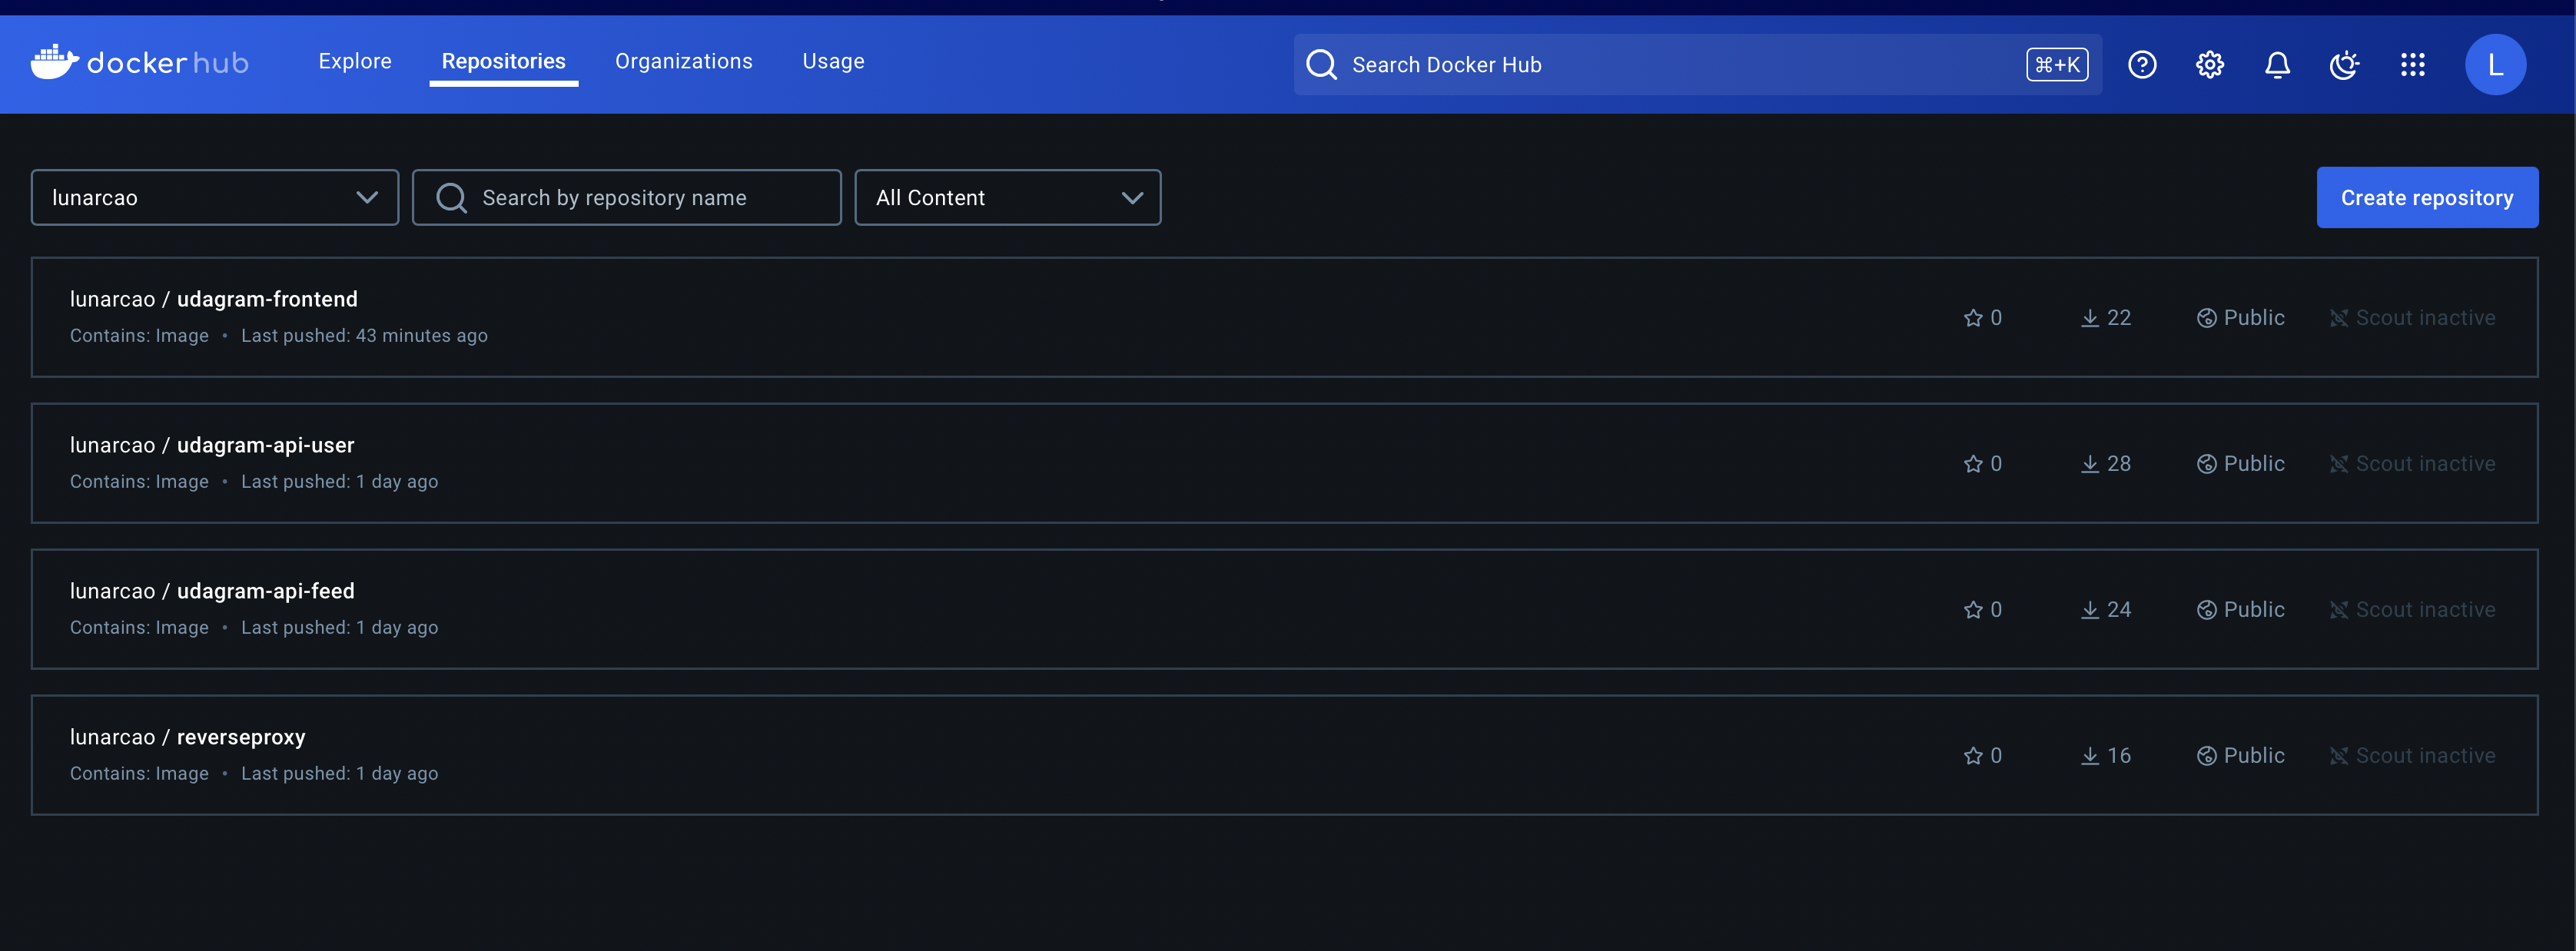 dockerhub Explore Repositories Organizations Usage Search Docker Hub ⌘+K L
lunarcao Search by repository name All Content Create repository
lunarcao / udagram-frontend
Contains: Image • Last pushed: 43 minutes ago
0 22 Public Scout inactive
lunarcao / udagram-api-user
Contains: Image • Last pushed: 1 day ago
0 28 Public Scout inactive
lunarcao / udagram-api-feed
Contains: Image • Last pushed: 1 day ago
0 24 Public Scout inactive
lunarcao / reverseproxy
Contains: Image • Last pushed: 1 day ago
0 16 Public Scout inactive